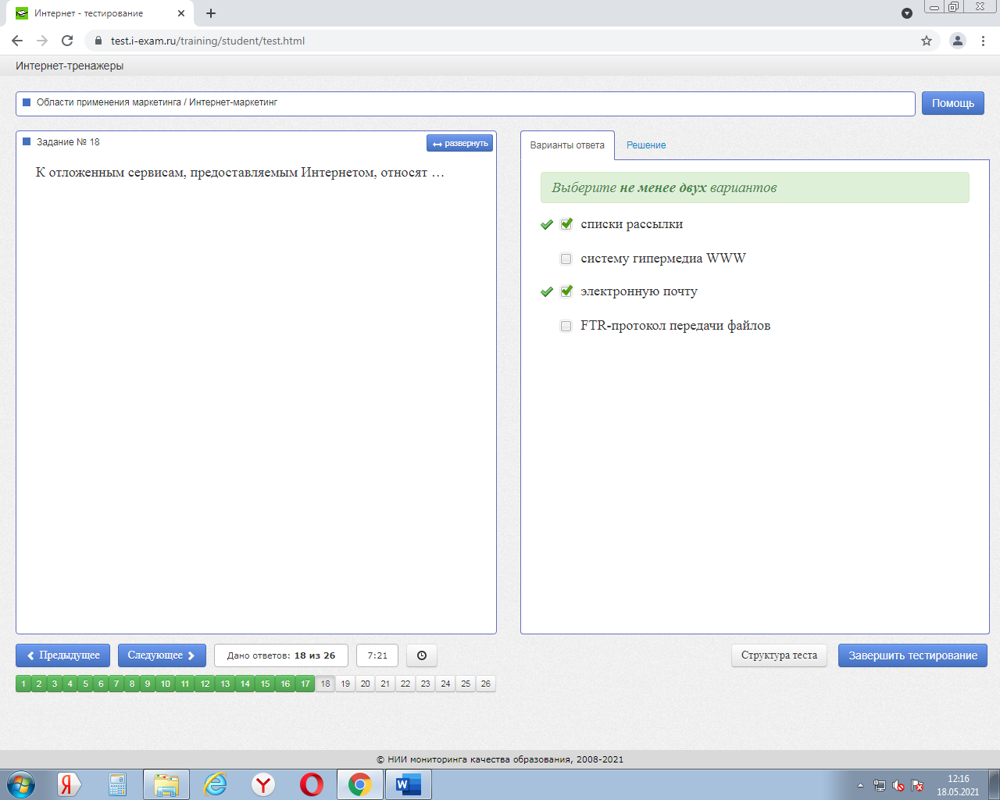 Интернет - тестирование
test.i-exam.ru/training/student/test.html
Интернет-тренажеры
Области применения маркетинга / Интернет-маркетинг
Помощь
Задание № 18
развернуть
К отложенным сервисам, предоставляемым Интернетом, относят …
Варианты ответа
Решение
Выберите не менее двух вариантов
списки рассылки
систему гипермедиа WWW
электронную почту
FTR-протокол передачи файлов
Предыдущее
Следующее
Дано ответов: 18 из 26
7:21
Структура теста
Завершить тестирование
1 2 3 4 5 6 7 8 9 10 11 12 13 14 15 16 17 18 19 20 21 22 23 24 25 26
© НИИ мониторинга качества образования, 2008-2021
12:16
18.05.2021